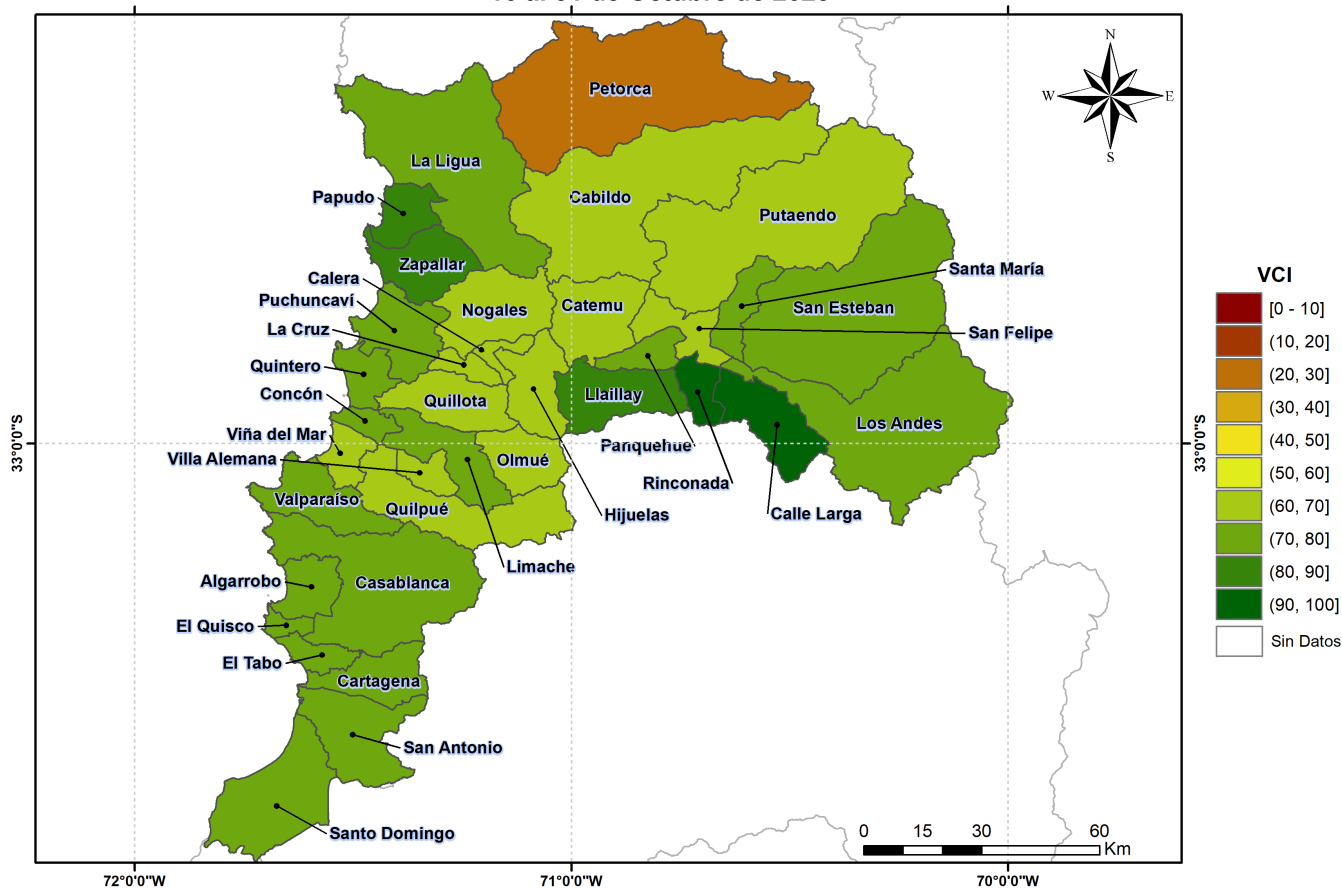 N
W E
S
Petorca
La Ligua
Papudo
Cabildo
Putaendo
Zapallar
Santa María
Calera
Puchuncaví
Nogales
Catemu
San Esteban
La Cruz
San Felipe
Quintero
Concón
Quillota
Llaillay
Los Andes
Viña del Mar
Panquehue
Villa Alemana
Olmué
Rinconada
Valparaíso
Quilpué
Hijuelas
Calle Larga
Limache
Algarrobo
Casablanca
El Quisco
El Tabo
Cartagena
San Antonio
Santo Domingo
33°0'0"S
33°0'0"S
72°0'0"W
71°0'0"W
70°0'0"W
0 15 30 60
Km
VCI
[0 - 10]
(10, 20]
(20, 30]
(30, 40]
(40, 50]
(50, 60]
(60, 70]
(70, 80]
(80, 90]
(90, 100]
Sin Datos